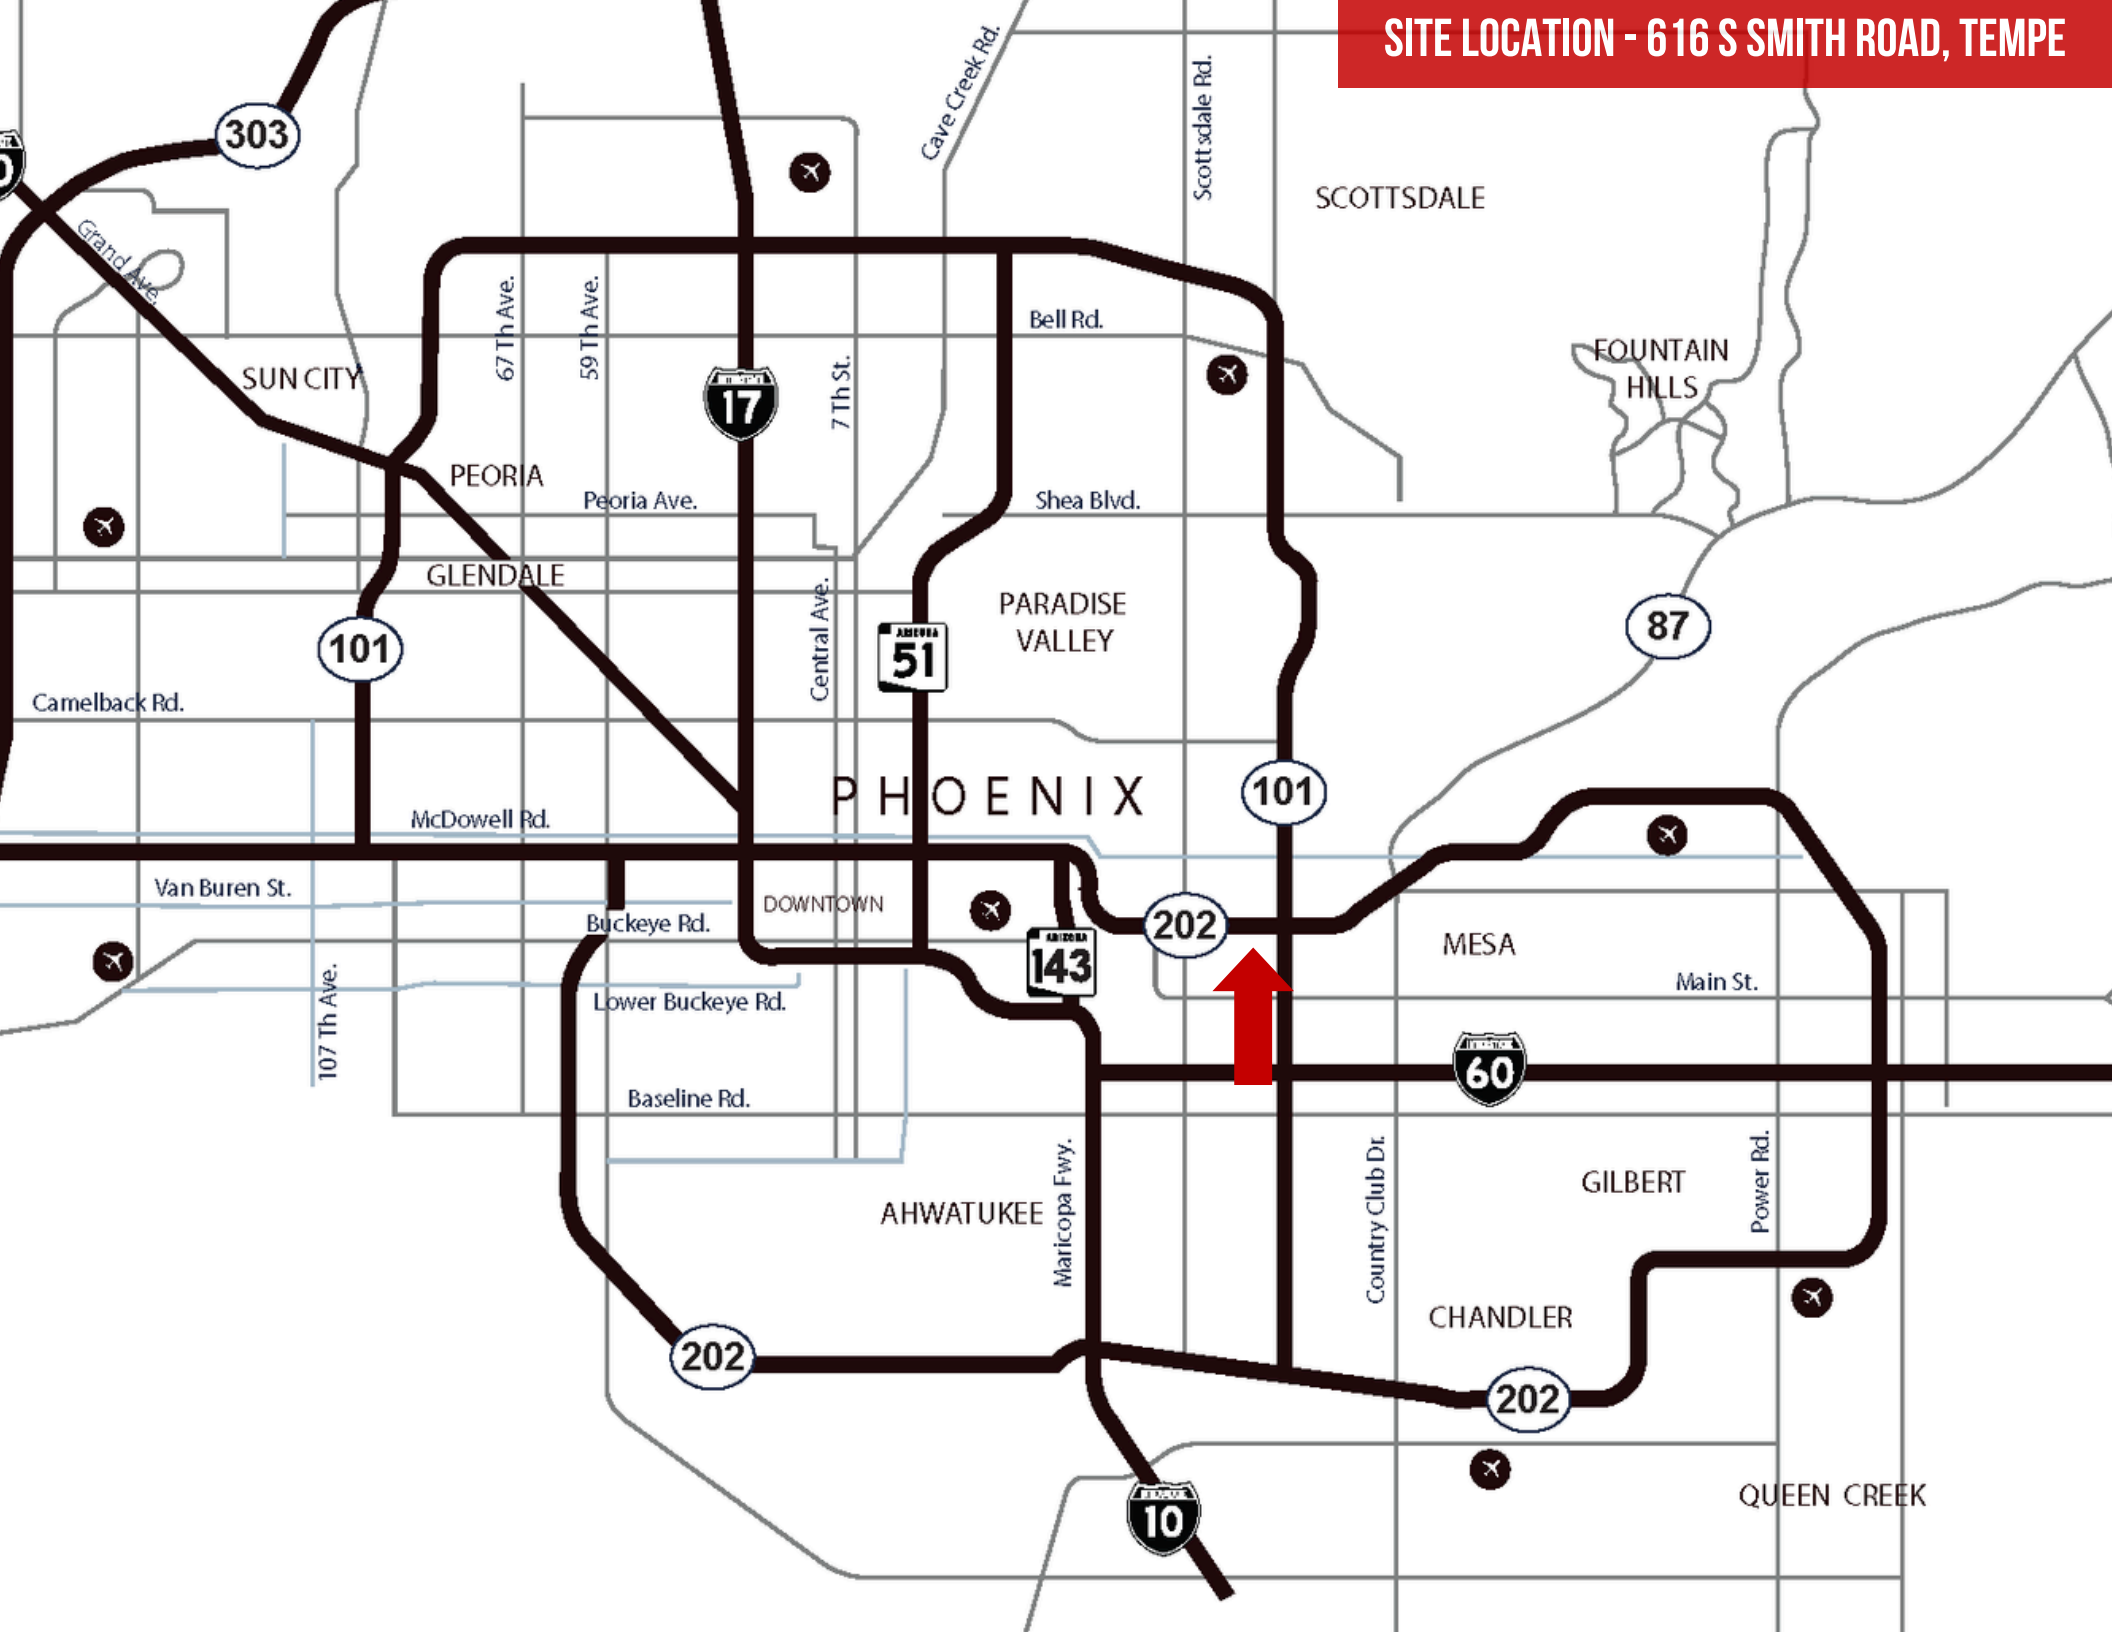 SITE LOCATION - 616 S SMITH ROAD, TEMPE
Cave Creek Rd.
Scottsdale Rd.
303
SCOTTSDALE
Grand Ave.
67 Th Ave.
59 Th Ave.
Bell Rd.
FOUNTAIN
HILLS
SUN CITY
17
7 Th St.
PEORIA
Peoria Ave.
Shea Blvd.
GLENDALE
Central Ave.
PARADISE
VALLEY
ARIZONA
51
87
101
Camelback Rd.
PHOENIX
101
McDowell Rd.
Van Buren St.
DOWNTOWN
Buckeye Rd.
202
ARIZONA
143
MESA
Main St.
107 Th Ave.
Lower Buckeye Rd.
60
Baseline Rd.
Maricopa Fwy.
Country Club Dr.
Power Rd.
GILBERT
AHWATUKEE
CHANDLER
202
202
QUEEN CREEK
10